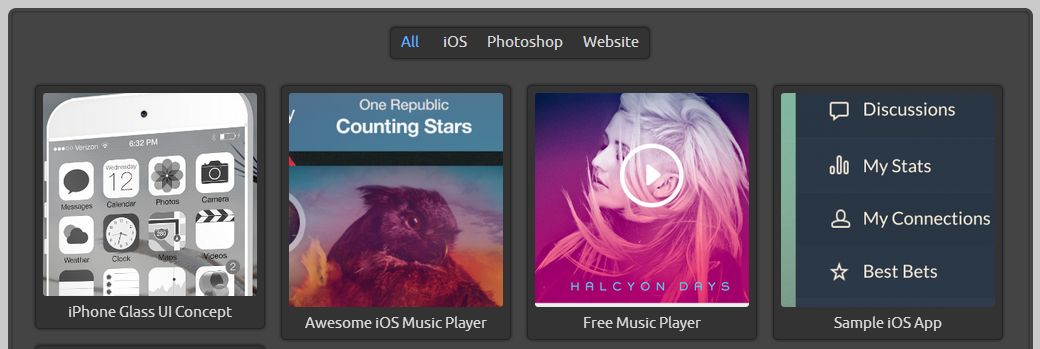 All iOS Photoshop Website
Verizon 6:32 PM
Wednesday
12
Messages Calendar Photos Camera
280
Weather Clock Maps Videos
2
iPhone Glass UI Concept
y
One Republic
Counting Stars
Awesome iOS Music Player
HALCYON DAYS
Free Music Player
Discussions
My Stats
My Connections
Best Bets
Sample iOS App